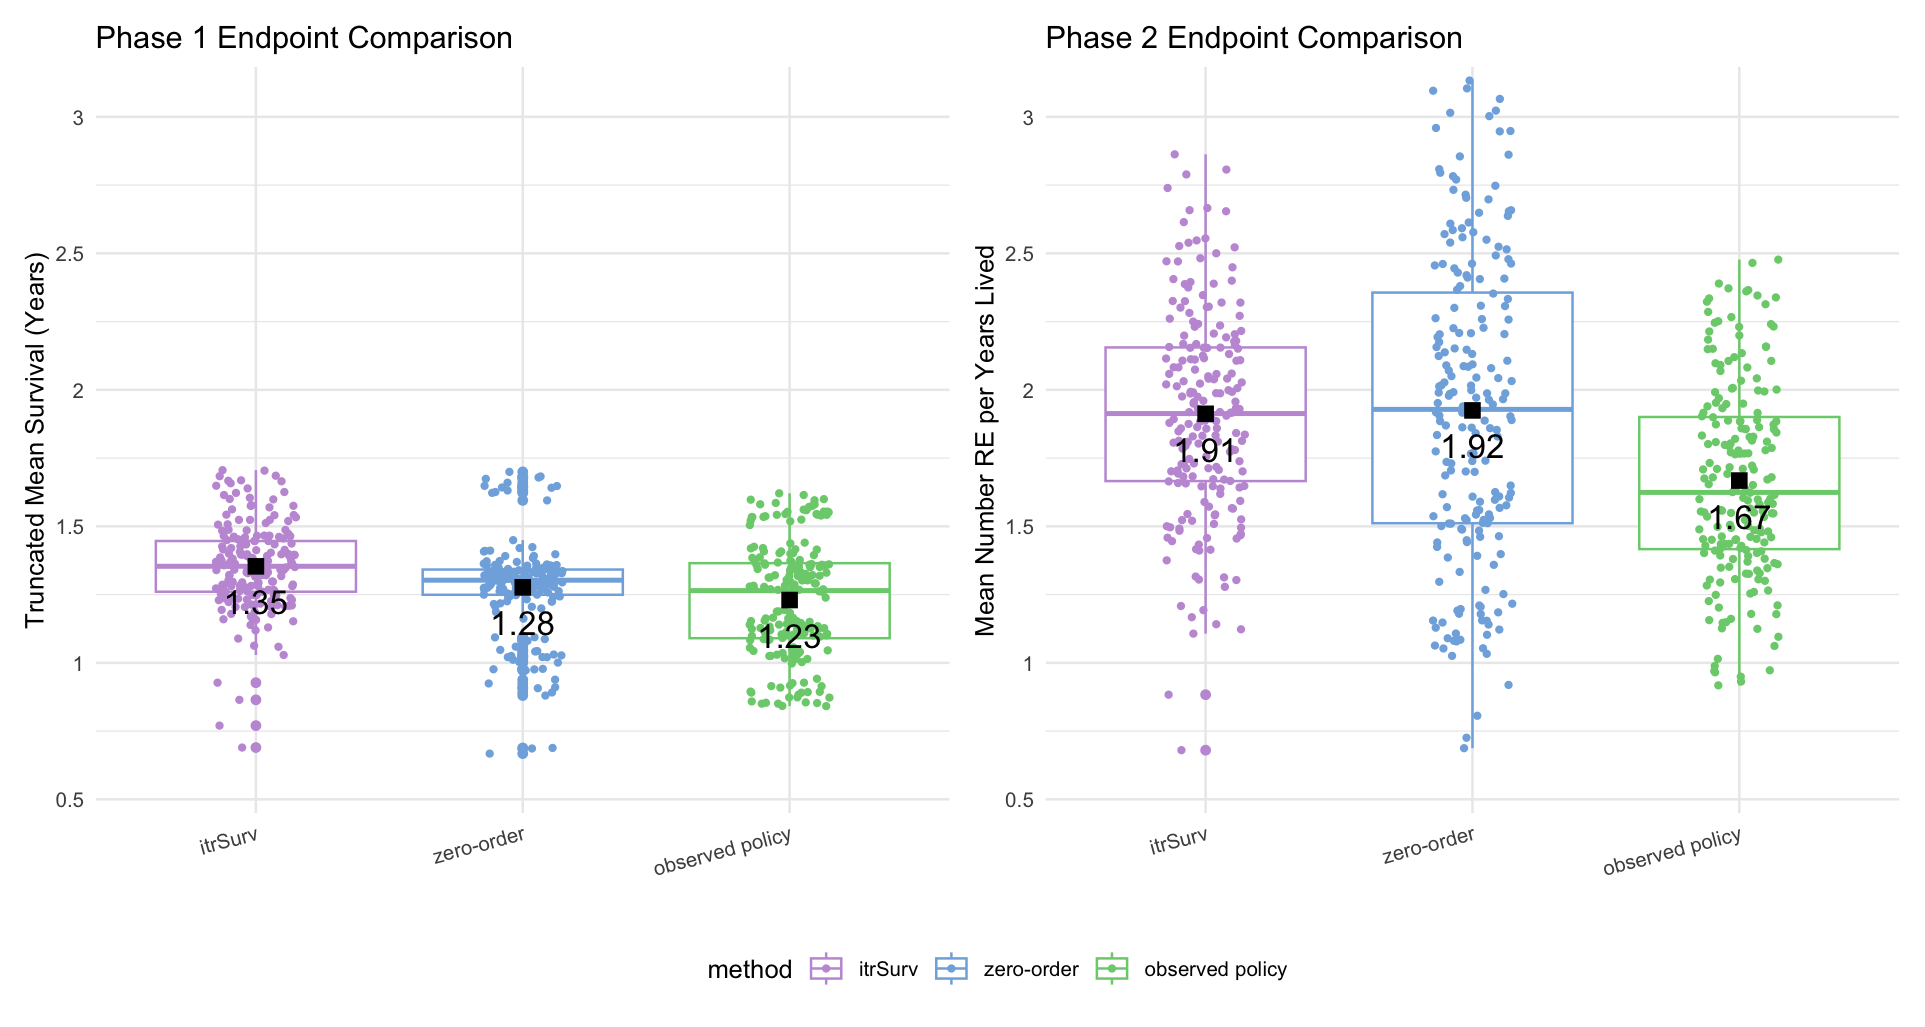 Phase 1 Endpoint Comparison
Truncated Mean Survival (Years)
3
2.5
2
1.5
1
0.5
1.35
1.28
1.23
itrSurv
zero-order
observed policy
Phase 2 Endpoint Comparison
Mean Number RE per Years Lived
3
2.5
2
1.5
1
0.5
1.91
1.92
1.67
itrSurv
zero-order
observed policy
method itrSurv zero-order observed policy